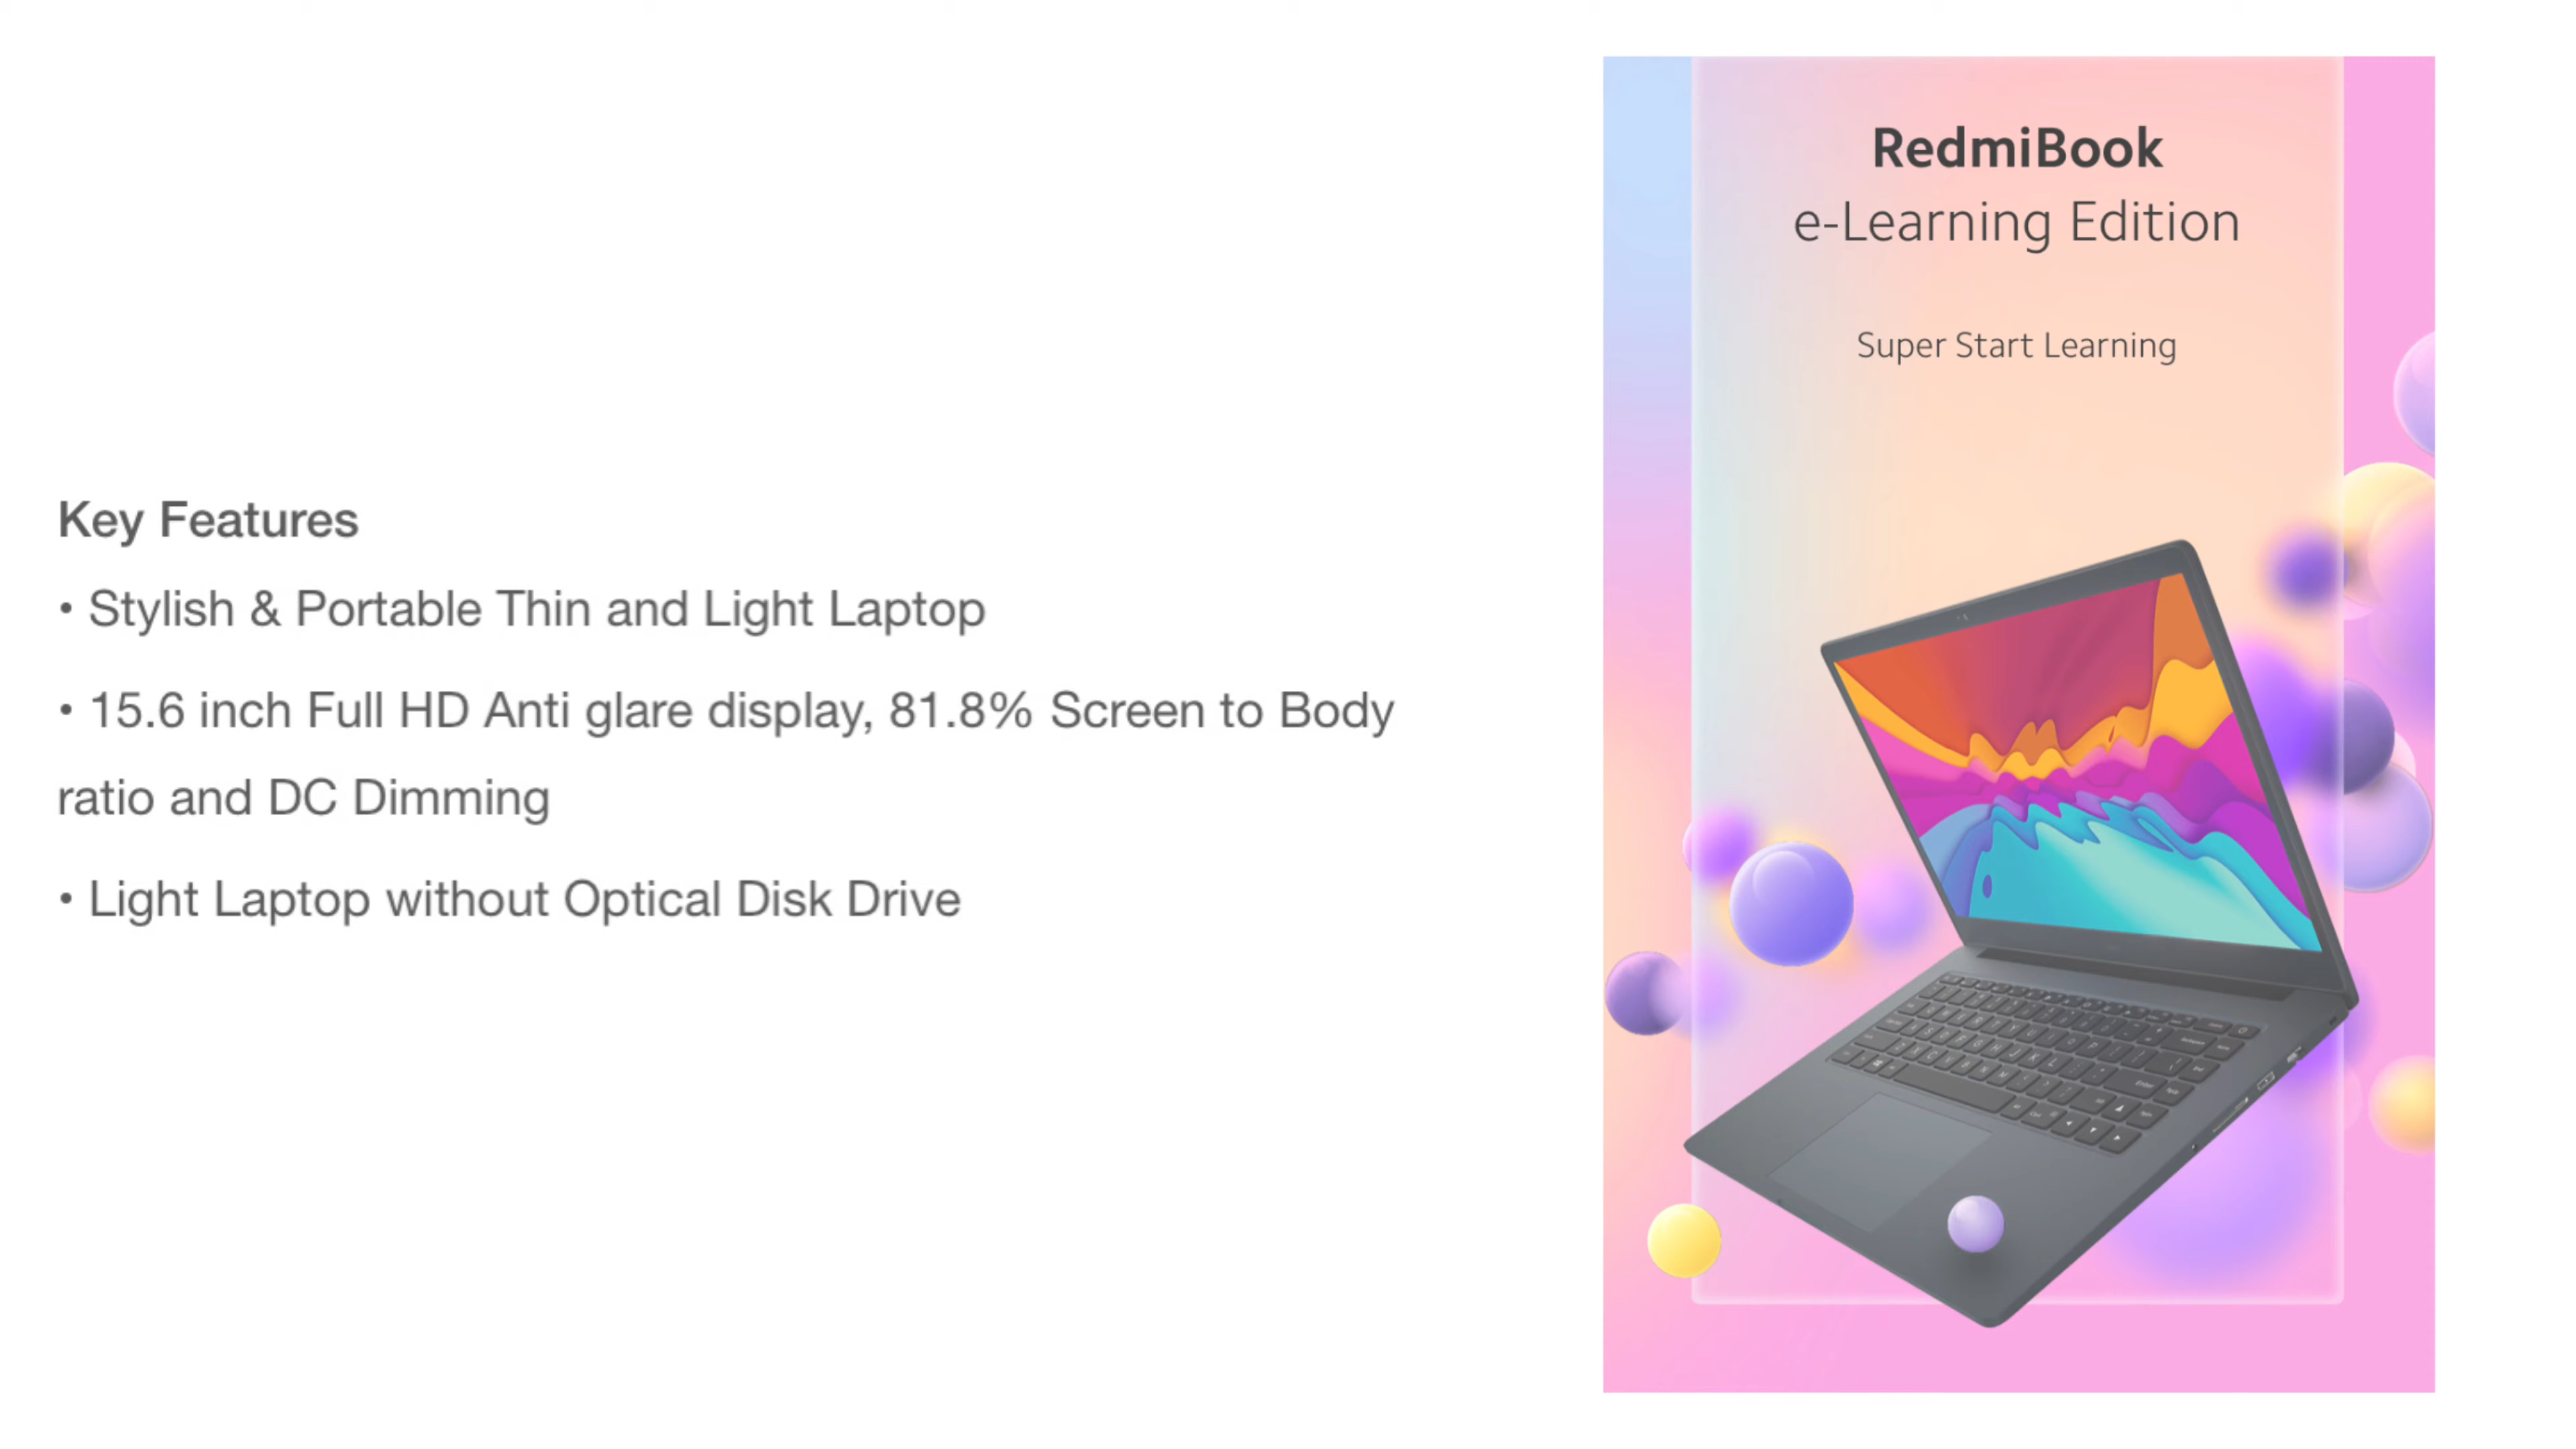 Key Features
• Stylish & Portable Thin and Light Laptop
• 15.6 inch Full HD Anti glare display, 81.8% Screen to Body
ratio and DC Dimming
• Light Laptop without Optical Disk Drive
RedmiBook
e-Learning Edition
Super Start Learning